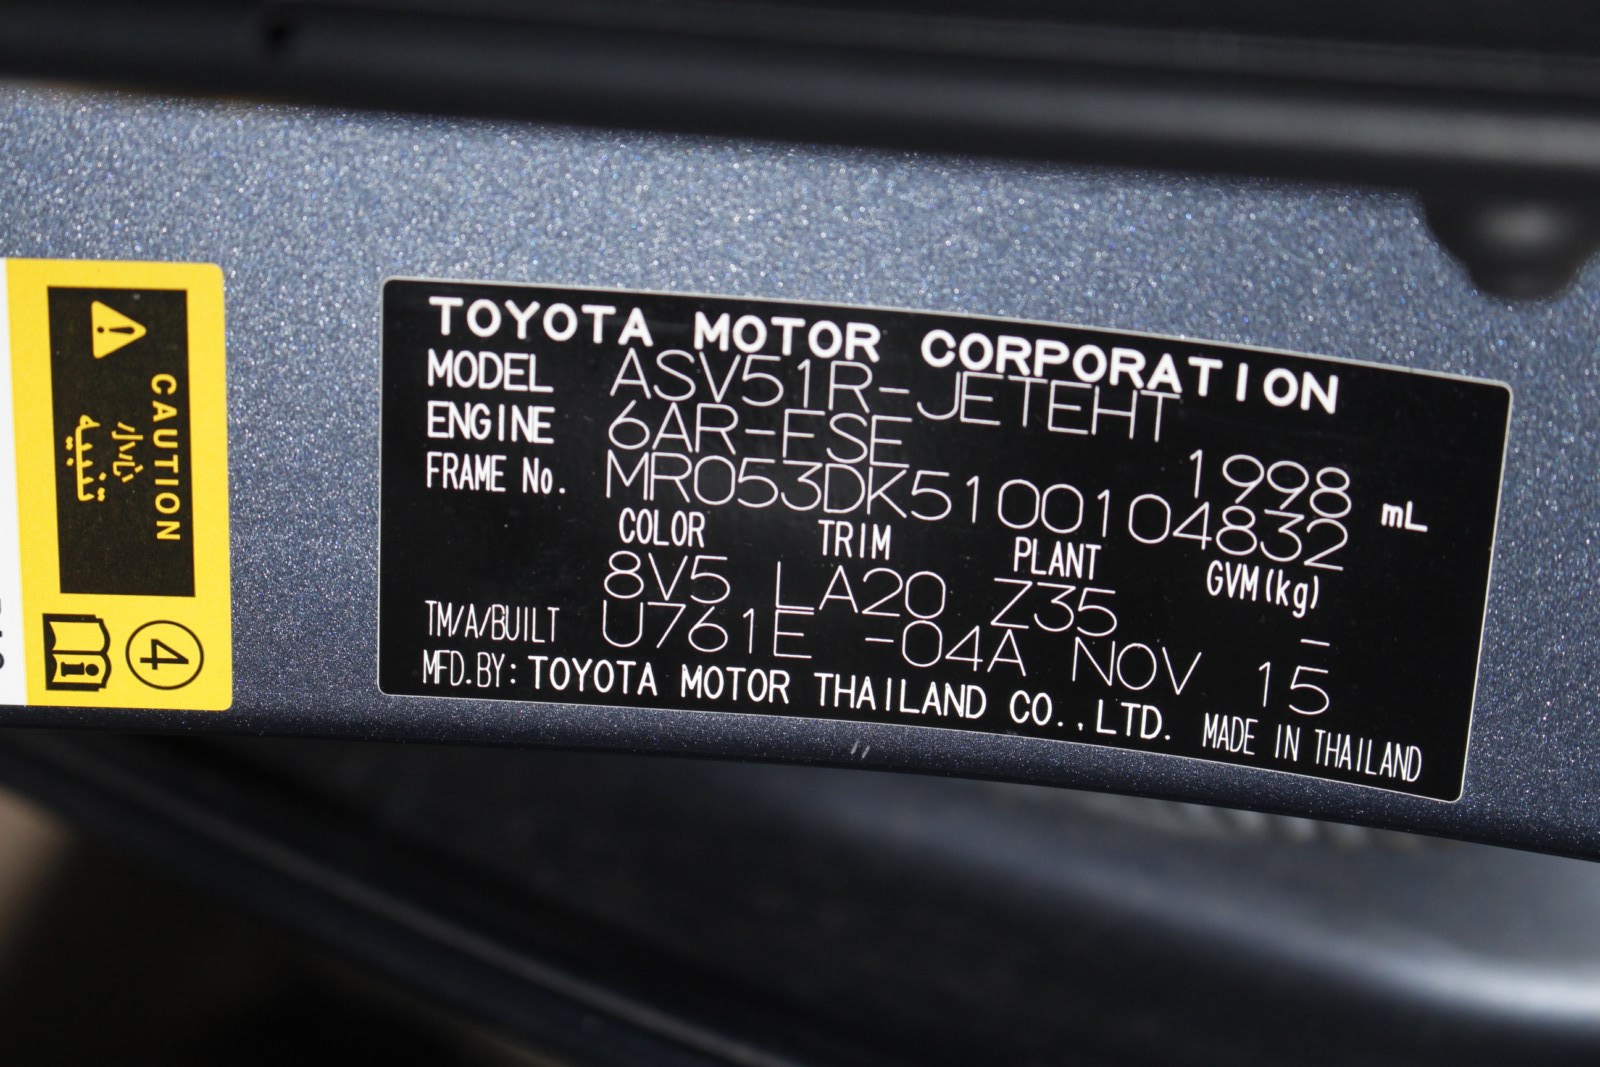 TOYOTA MOTOR CORPORATION
MODEL ASV51R-JETEHT
ENGINE 6AR-FSE 1998 mL
FRAME No. MR053DK5100104832
COLOR TRIM PLANT GVM(kg)
8V5 LA20 Z35 –
TM/A/BUILT U761E -04A NOV 15
MFD.BY: TOYOTA MOTOR THAILAND CO.,LTD. MADE IN THAILAND
CAUTION
تنبيه
4